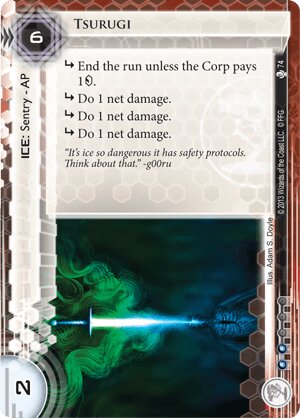 6
TSURUGI
ICE: Sentry - AP
↳ End the run unless the Corp pays
1
↳ Do 1 net damage.
↳ Do 1 net damage.
↳ Do 1 net damage.
"It's ice so dangerous it has safety protocols.
Think about that." -g00ru
74
© 2013 Wizards of the Coast LLC. © FFG
Illus. Adam S. Doyle
2